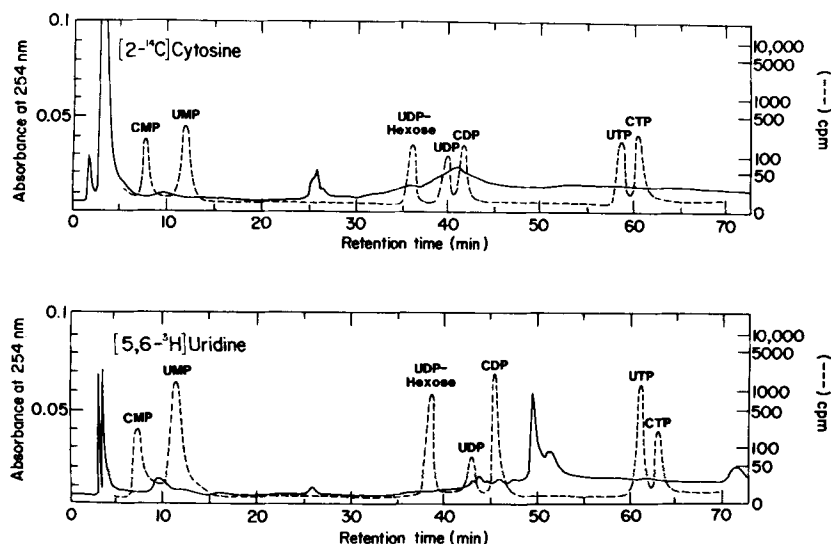 [2-¹⁴C]Cytosine
Absorbance at 254 nm
0.1
0.05
CMP
UMP
UDP-
Hexose
UDP
CDP
UTP
CTP
10,000
5000
1000
500
100
50
0
(---) cpm
0 10 20 30 40 50 60 70
Retention time (min)
[5,6-³H]Uridine
Absorbance at 254 nm
0.1
0.05
0
CMP
UMP
UDP-
Hexose
UDP
CDP
UTP
CTP
10,000
5000
1000
500
100
50
0
(---) cpm
0 10 20 30 40 50 60 70
Retention time (min)